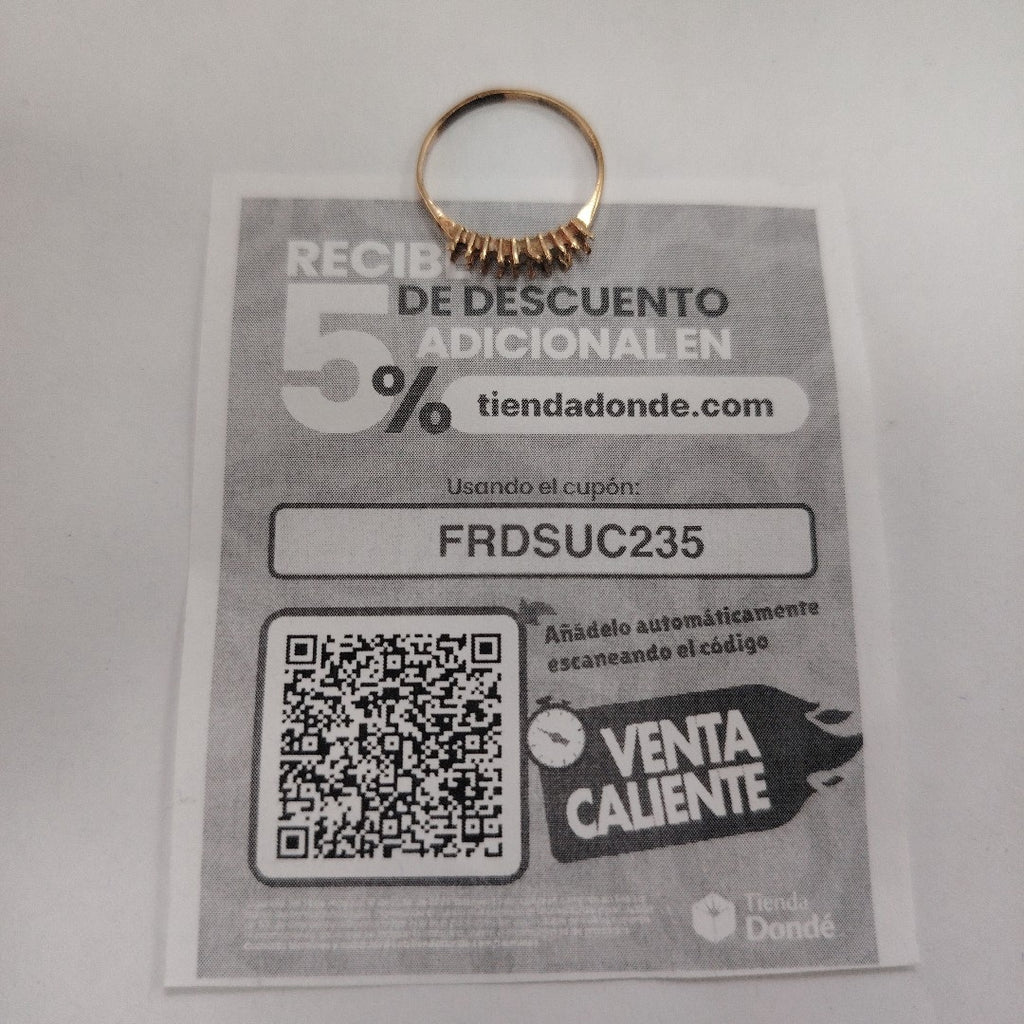 RECIBE
5% DE DESCUENTO
ADICIONAL EN
tiendadonde.com
Usando el cupón:
FRDSUC235
Añádelo automáticamente
escaneando el código
VENTA
CALIENTE
Tienda
Dondé